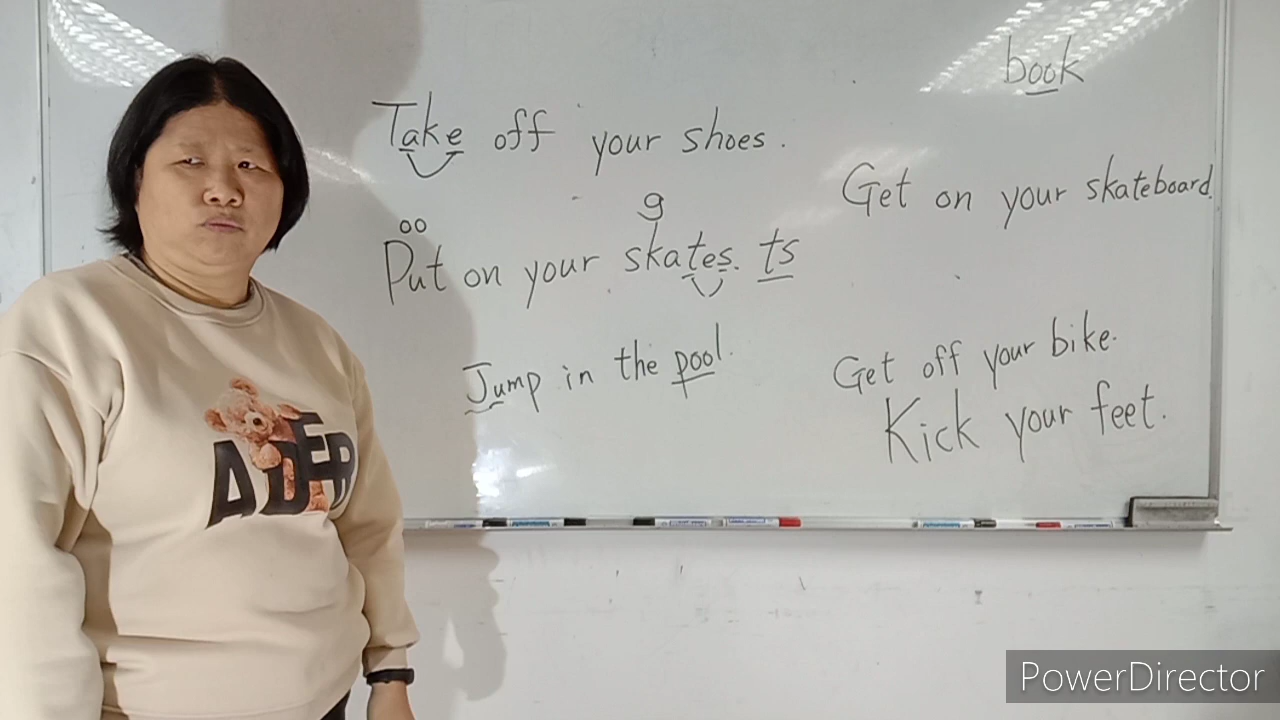 book
Take off your shoes.
Get on your skateboard.
g
oo
Put on your skates. ts
Jump in the pool.
Get off your bike.
Kick your feet.
ADER
PowerDirector